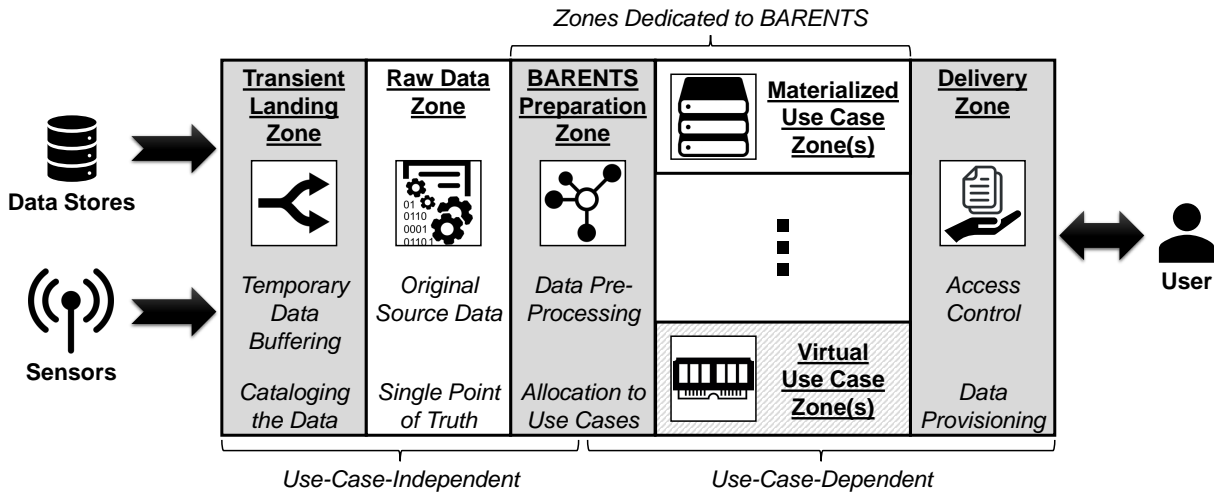 Zones Dedicated to BARENTS
Data Stores
Sensors
Transient
Landing
Zone
Temporary
Data
Buffering
Cataloging
the Data
Raw Data
Zone
01
0110
0001
01101
Original
Source Data
Single Point
of Truth
BARENTS
Preparation
Zone
Data Pre-
Processing
Allocation to
Use Cases
Materialized
Use Case
Zone(s)
Virtual
Use Case
Zone(s)
Delivery
Zone
Access
Control
Data
Provisioning
User
Use-Case-Independent
Use-Case-Dependent